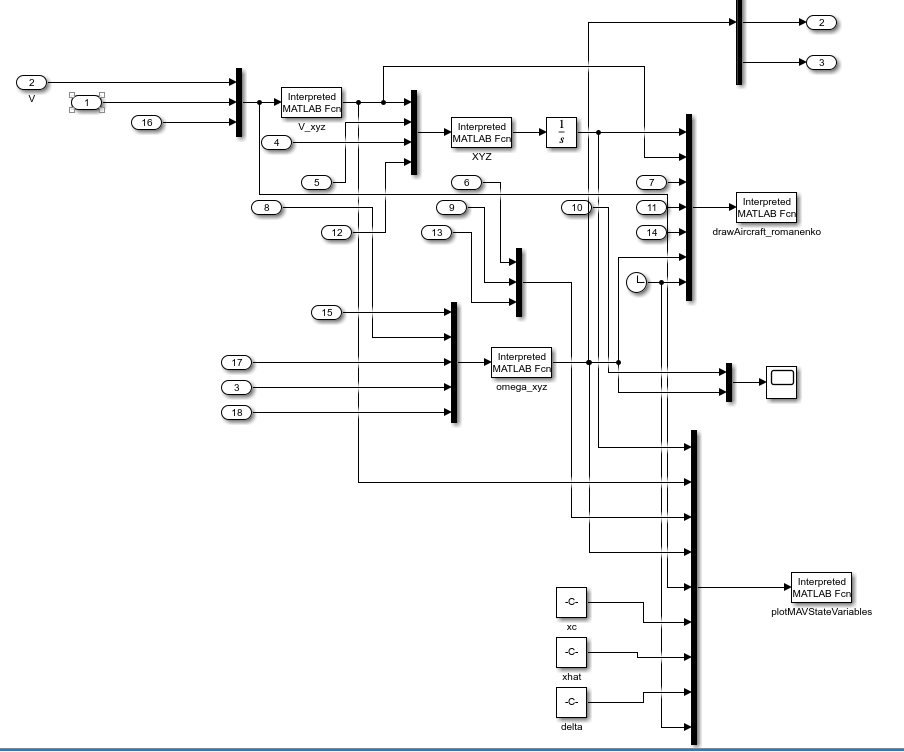 2
3
2
V
1
16
Interpreted
MATLAB Fcn
V_xyz
4
5
Interpreted
MATLAB Fcn
XYZ
1
s
6
7
8
9
10
11
12
13
14
Interpreted
MATLAB Fcn
drawAircraft_romanenko
15
17
3
18
Interpreted
MATLAB Fcn
omega_xyz
-C-
xc
-C-
xhat
-C-
delta
Interpreted
MATLAB Fcn
plotMAVStateVariables